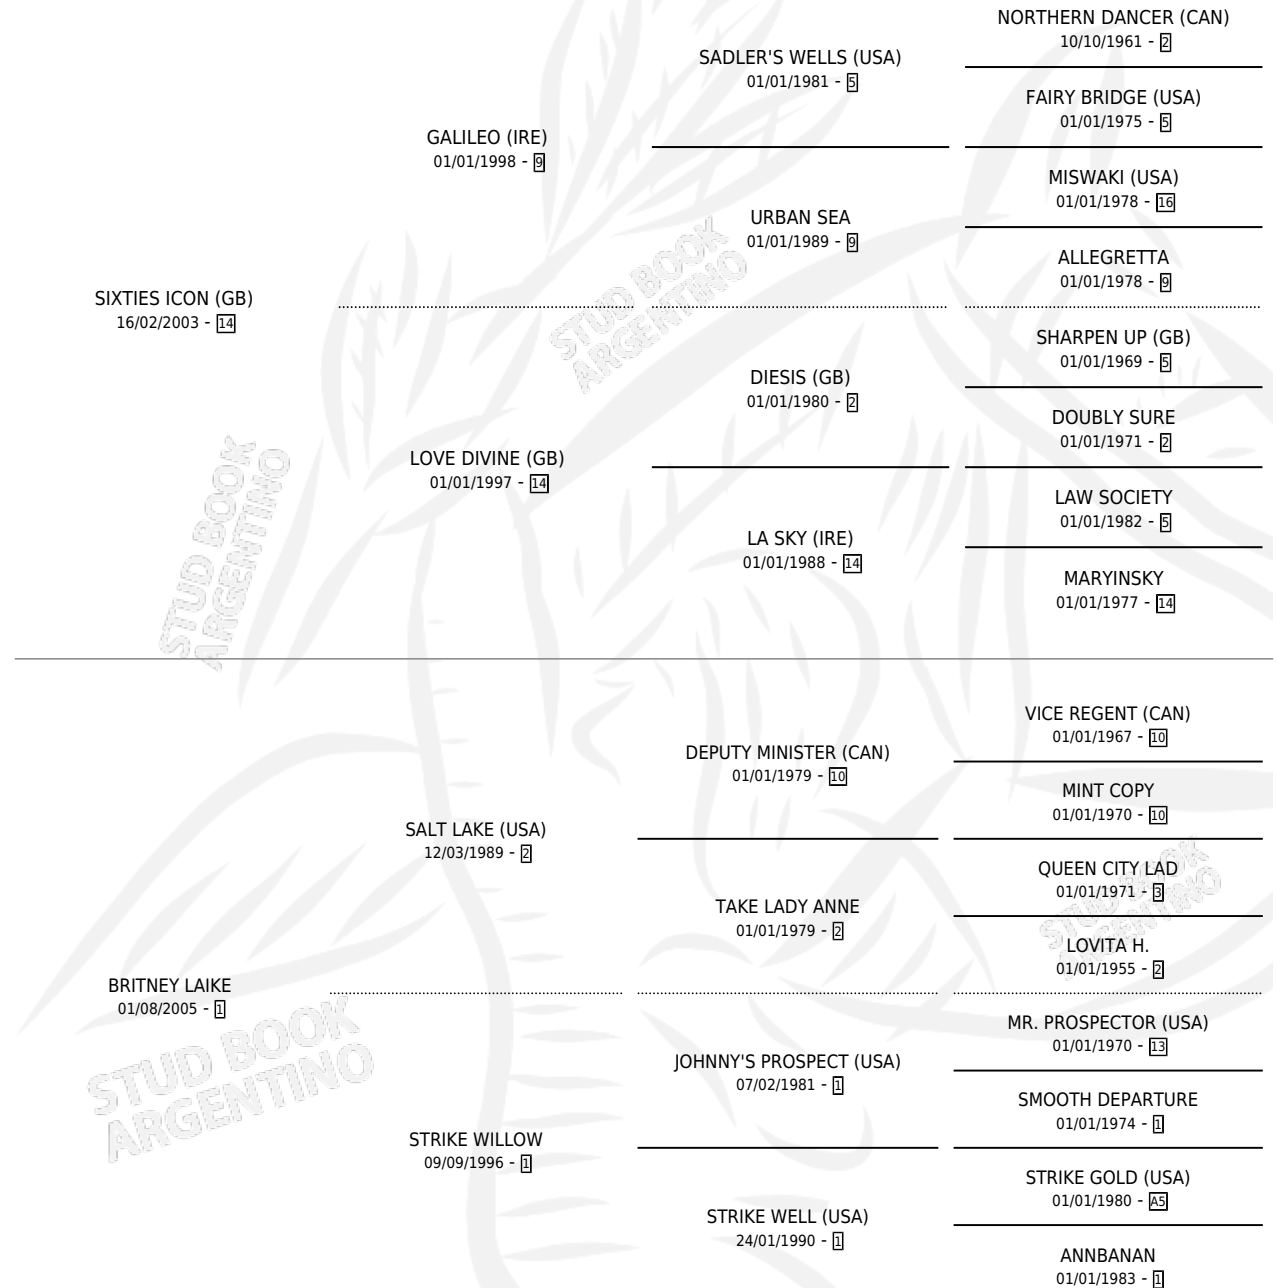 NORTHERN DANCER (CAN)
10/10/1961 - 2
SADLER'S WELLS (USA)
01/01/1981 - 5
FAIRY BRIDGE (USA)
01/01/1975 - 5
GALILEO (IRE)
01/01/1998 - 9
MISWAKI (USA)
01/01/1978 - 16
URBAN SEA
01/01/1989 - 9
ALLEGRETTA
01/01/1978 - 9
SIXTIES ICON (GB)
16/02/2003 - 14
SHARPEN UP (GB)
01/01/1969 - 5
DIESIS (GB)
01/01/1980 - 2
DOUBLY SURE
01/01/1971 - 2
LOVE DIVINE (GB)
01/01/1997 - 14
LAW SOCIETY
01/01/1982 - 5
LA SKY (IRE)
01/01/1988 - 14
MARYINSKY
01/01/1977 - 14
VICE REGENT (CAN)
01/01/1967 - 10
DEPUTY MINISTER (CAN)
01/01/1979 - 10
MINT COPY
01/01/1970 - 10
SALT LAKE (USA)
12/03/1989 - 2
QUEEN CITY LAD
01/01/1971 - 3
TAKE LADY ANNE
01/01/1979 - 2
LOVITA H.
01/01/1955 - 2
BRITNEY LAIKE
01/08/2005 - 1
MR. PROSPECTOR (USA)
01/01/1970 - 13
JOHNNY'S PROSPECT (USA)
07/02/1981 - 1
SMOOTH DEPARTURE
01/01/1974 - 1
STRIKE WILLOW
09/09/1996 - 1
STRIKE GOLD (USA)
01/01/1980 - A5
STRIKE WELL (USA)
24/01/1990 - 1
ANNBANAN
01/01/1983 - 1
STUD BOOK
ARGENTINO
STUD BOOK
ARGENTINO
STUD BOOK
ARGENTINO
STUD BOOK
ARGENTINO